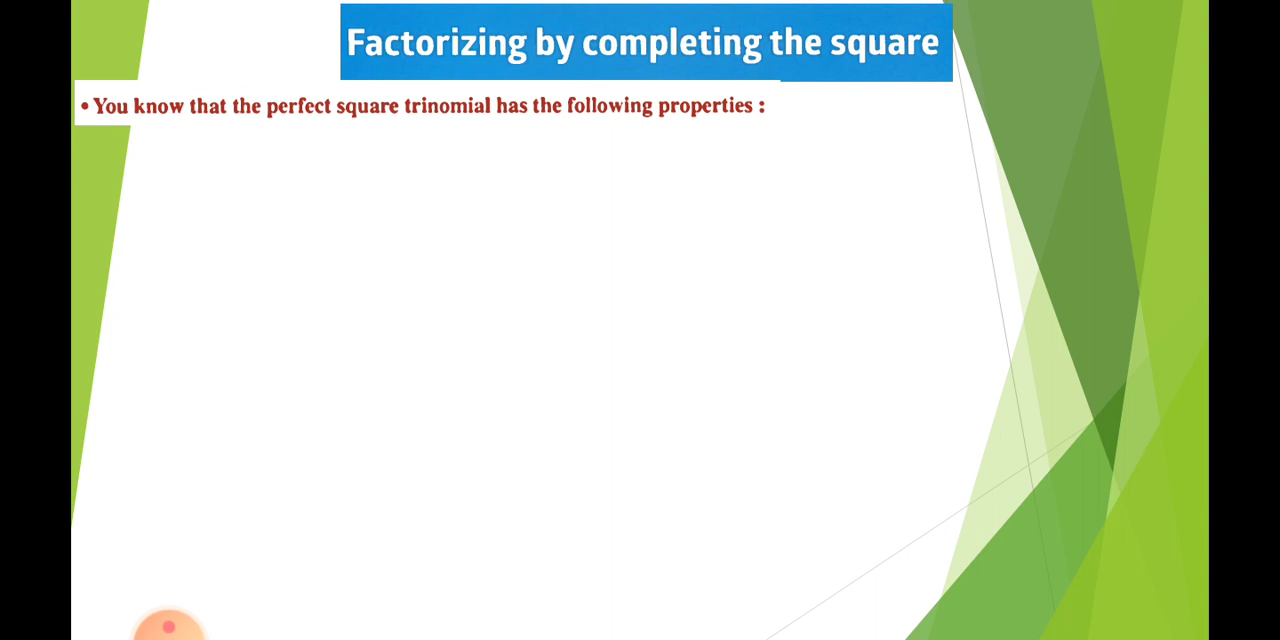 Factorizing by completing the square
• You know that the perfect square trinomial has the following properties :